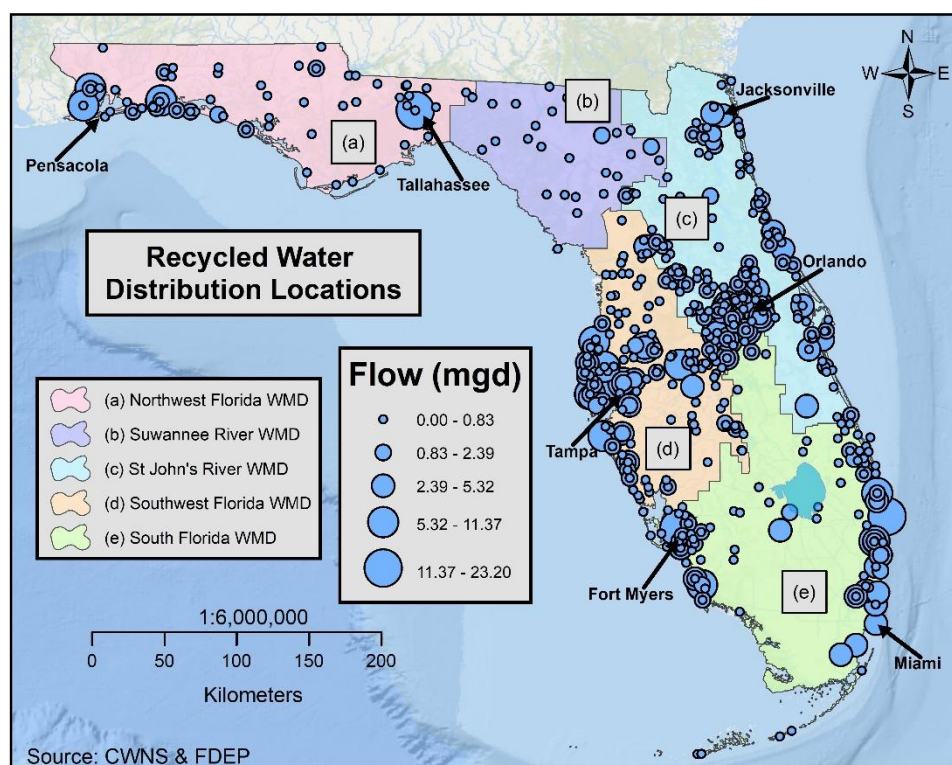 N
W E
S
Jacksonville
(b)
(a)
Pensacola
Tallahassee
(c)
Recycled Water
Distribution Locations
Orlando
Flow (mgd)
0.00 - 0.83
0.83 - 2.39
2.39 - 5.32
5.32 - 11.37
11.37 - 23.20
(a) Northwest Florida WMD
(b) Suwannee River WMD
(c) St John's River WMD
(d) Southwest Florida WMD
(e) South Florida WMD
Tampa
(d)
Fort Myers
(e)
Miami
1:6,000,000
0 50 100 200
Kilometers
Source: CWNS & FDEP